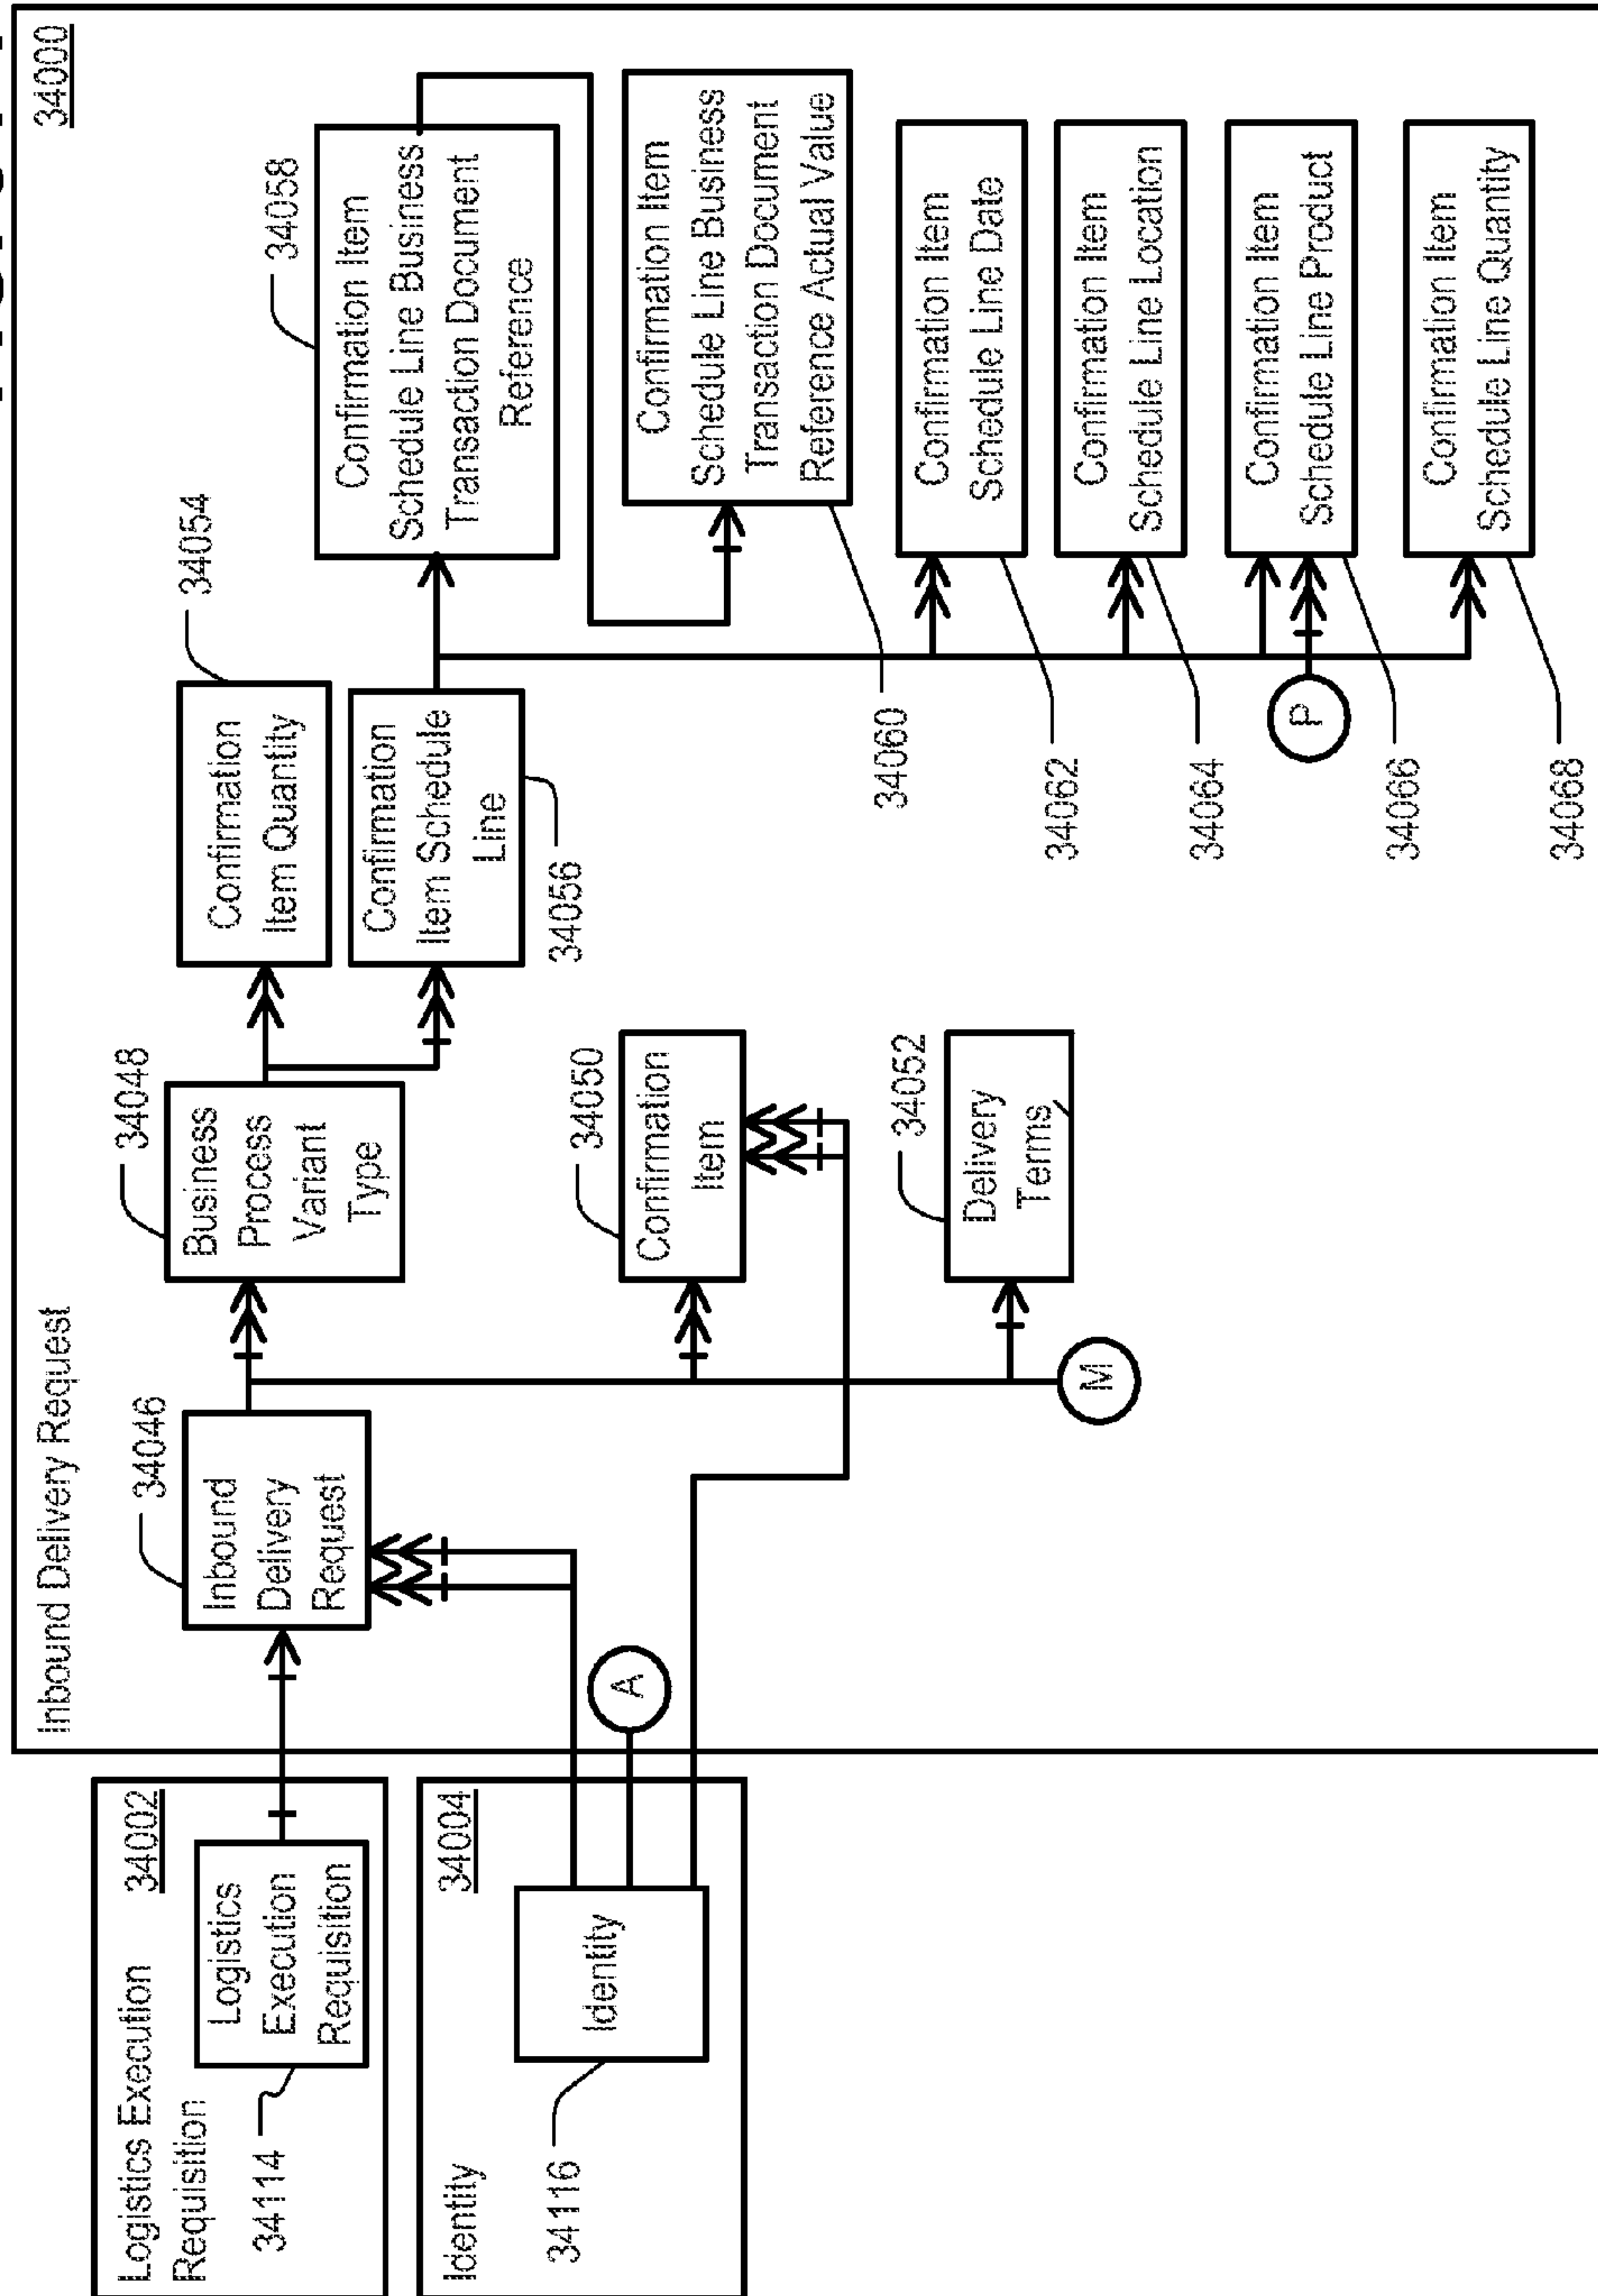 34000
Inbound Delivery Request
Logistics Execution
Requisition
34002
Logistics
Execution
Requisition
34114
Identity
34004
Identity
34116
A
34046
Inbound
Delivery
Request
34048
Business
Process
Variant
Type
34050
Confirmation
Item
34052
Delivery
Terms
M
34054
Confirmation
Item Quantity
Confirmation
Item Schedule
Line
34056
34058
Confirmation Item
Schedule Line Business
Transaction Document
Reference
Confirmation Item
Schedule Line Business
Transaction Document
Reference Actual Value
34060
Confirmation Item
Schedule Line Date
34062
Confirmation Item
Schedule Line Location
34064
Confirmation Item
Schedule Line Product
P
34066
Confirmation Item
Schedule Line Quantity
34068